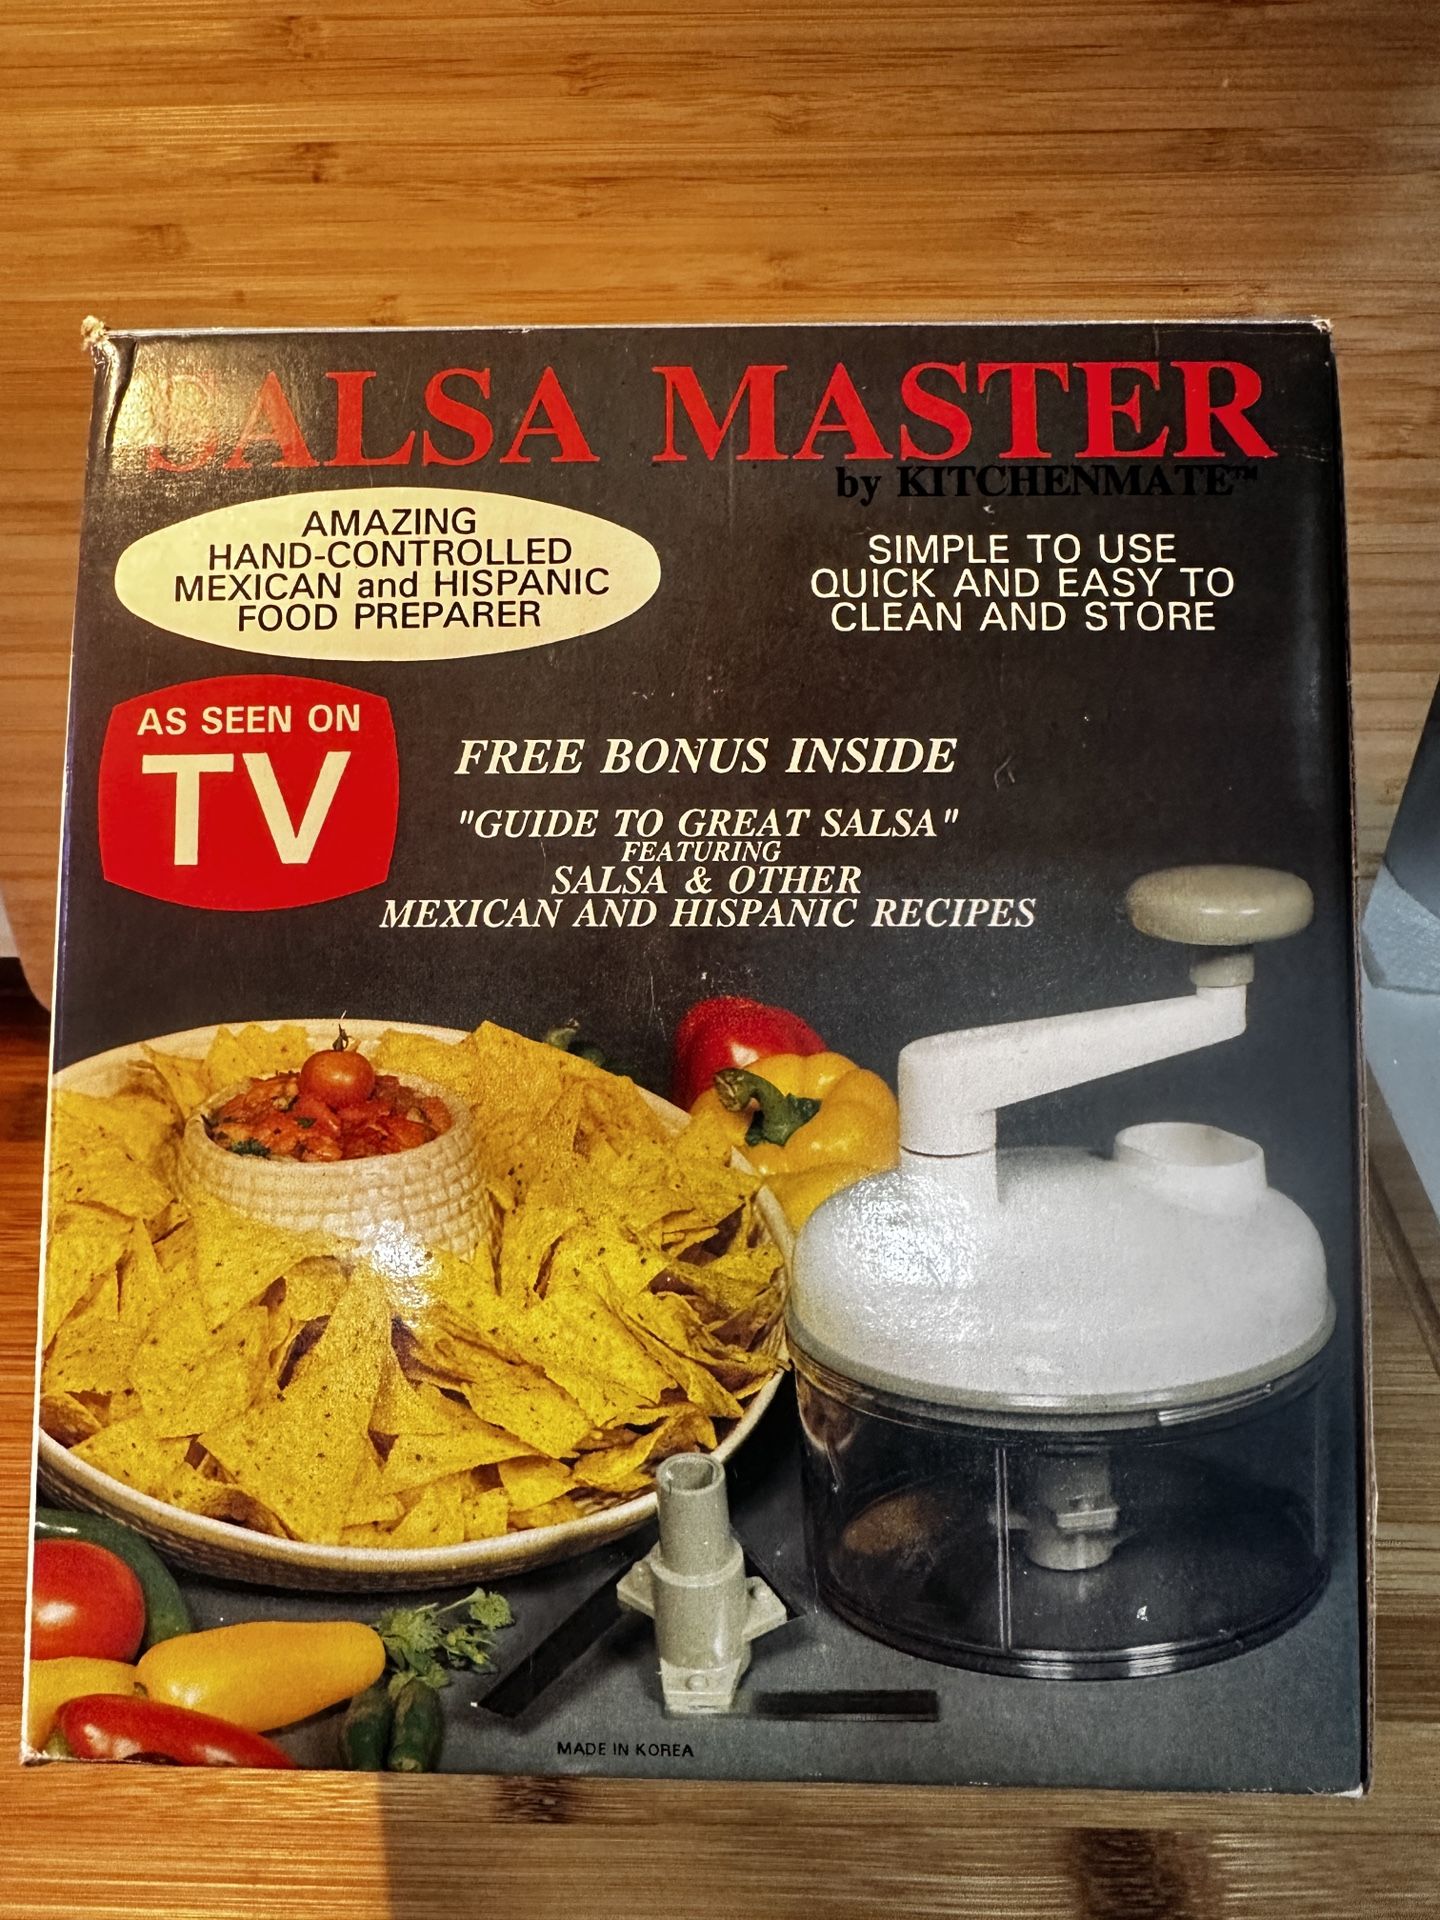 SALSA MASTER
by KITCHENMATE™
AMAZING
HAND-CONTROLLED
MEXICAN and HISPANIC
FOOD PREPARER
SIMPLE TO USE
QUICK AND EASY TO
CLEAN AND STORE
AS SEEN ON
TV
FREE BONUS INSIDE
"GUIDE TO GREAT SALSA"
FEATURING
SALSA & OTHER
MEXICAN AND HISPANIC RECIPES
MADE IN KOREA